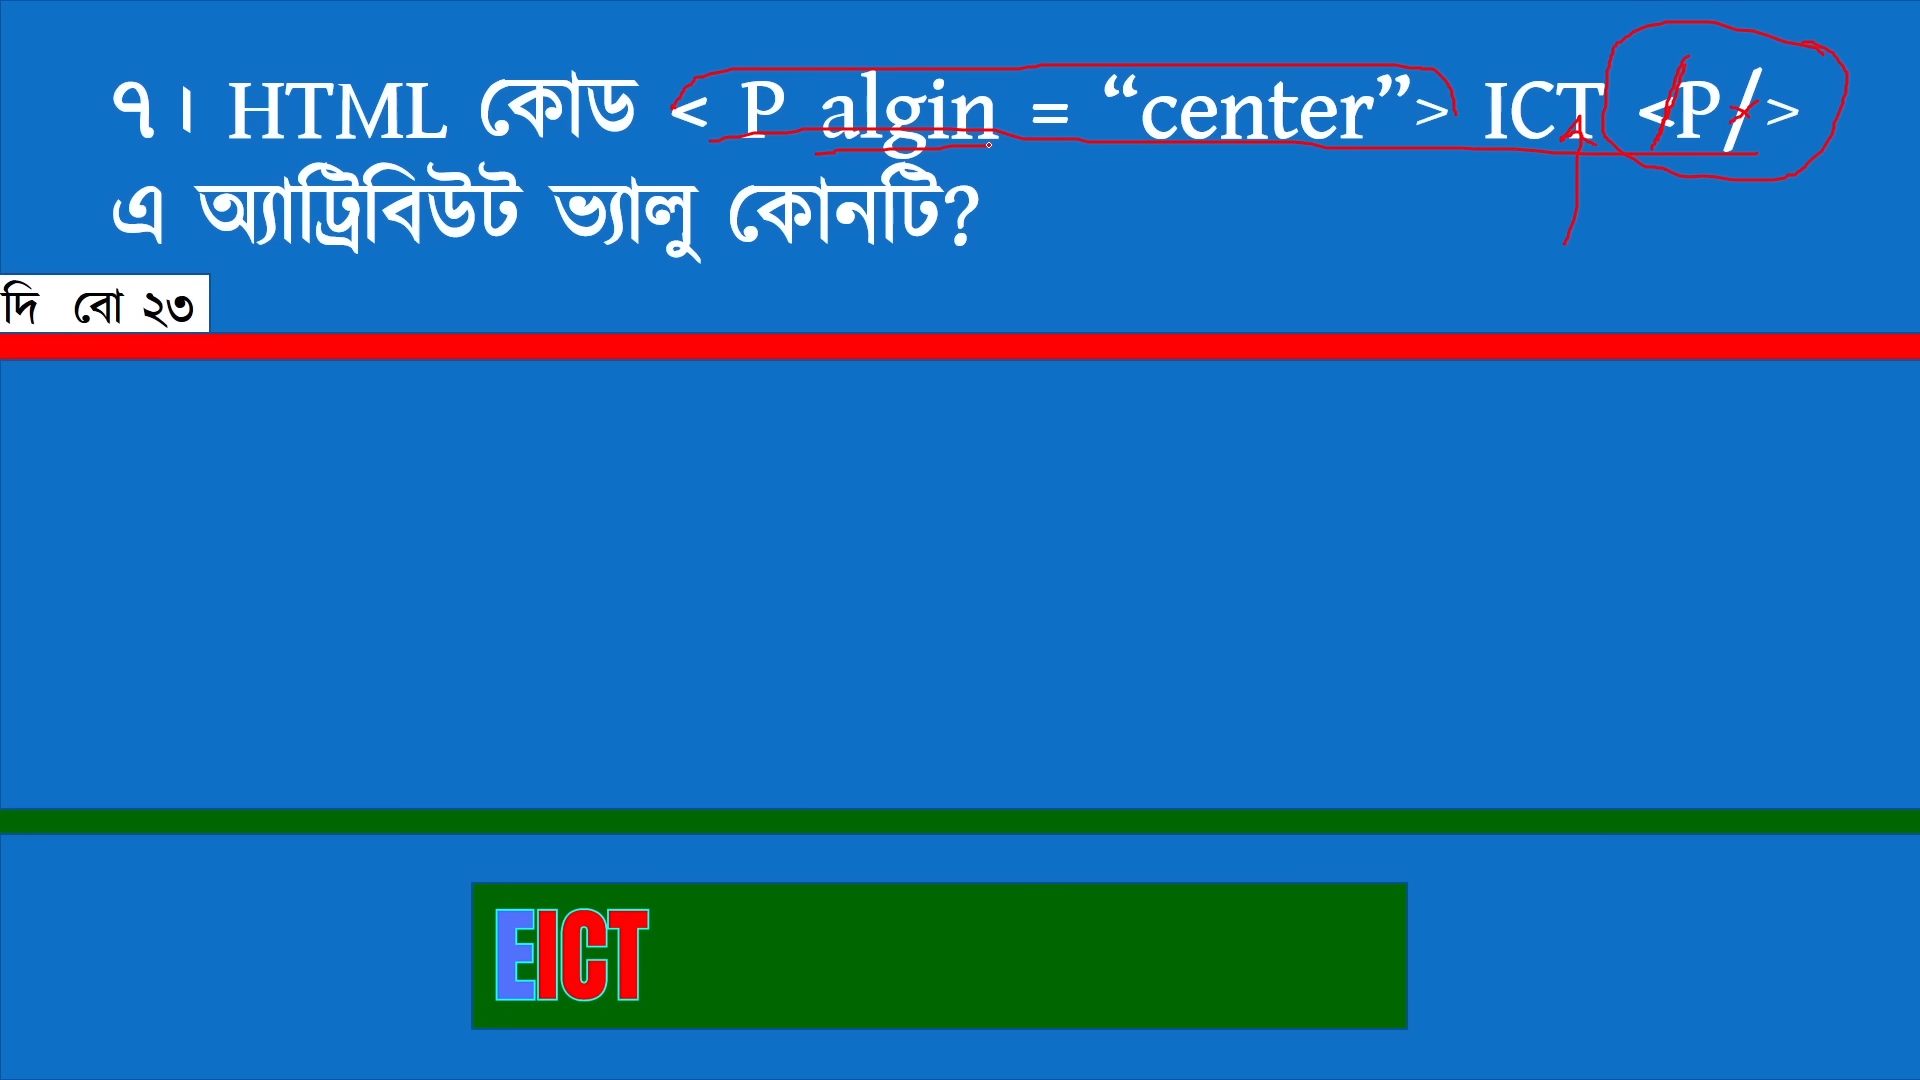 ৭। HTML কোড < P algin = “center”> ICT <P/>
এ অ্যাট্রিবিউট ভ্যালু কোনটি?
দি বো ২৩
EICT